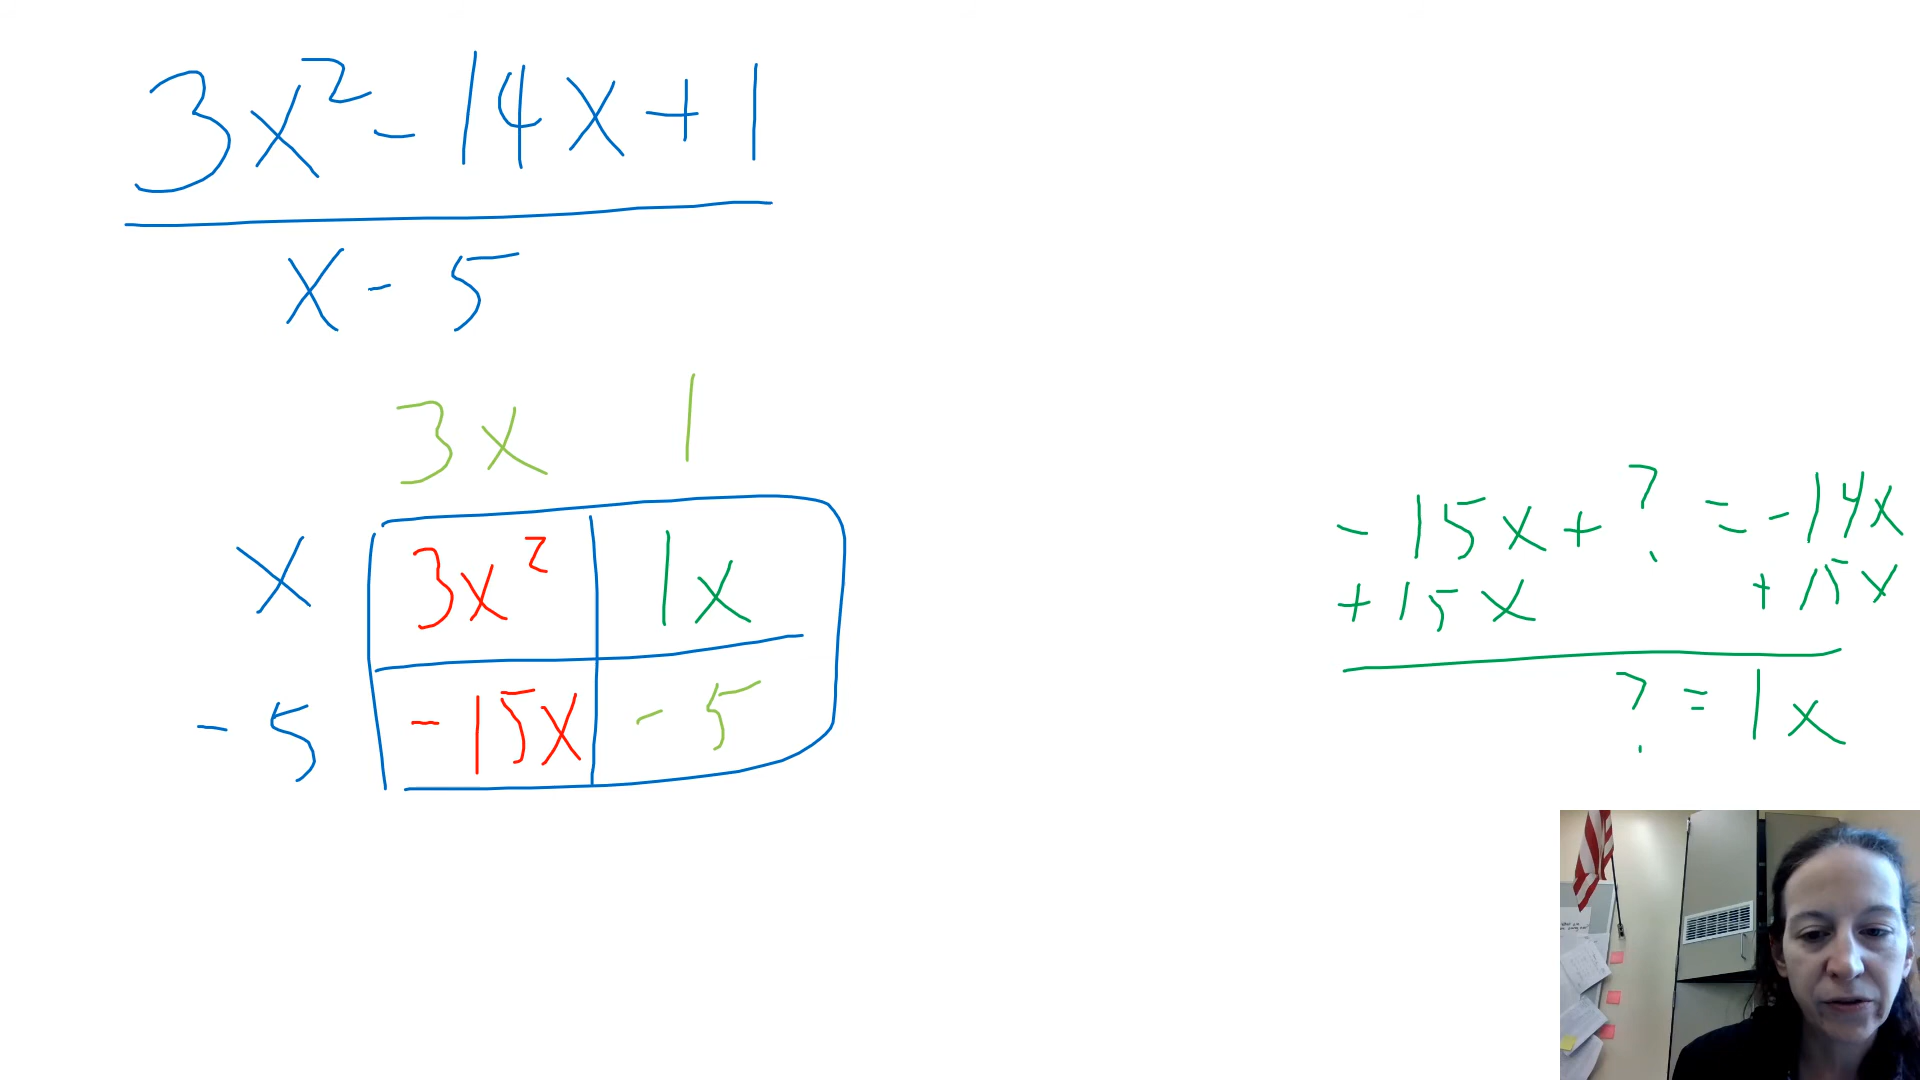 3x² - 14x + 1
x - 5
3x 1
x 3x² 1x
-5 -15x -5
-15x + ? = -14x
+15x +15x
? = 1x